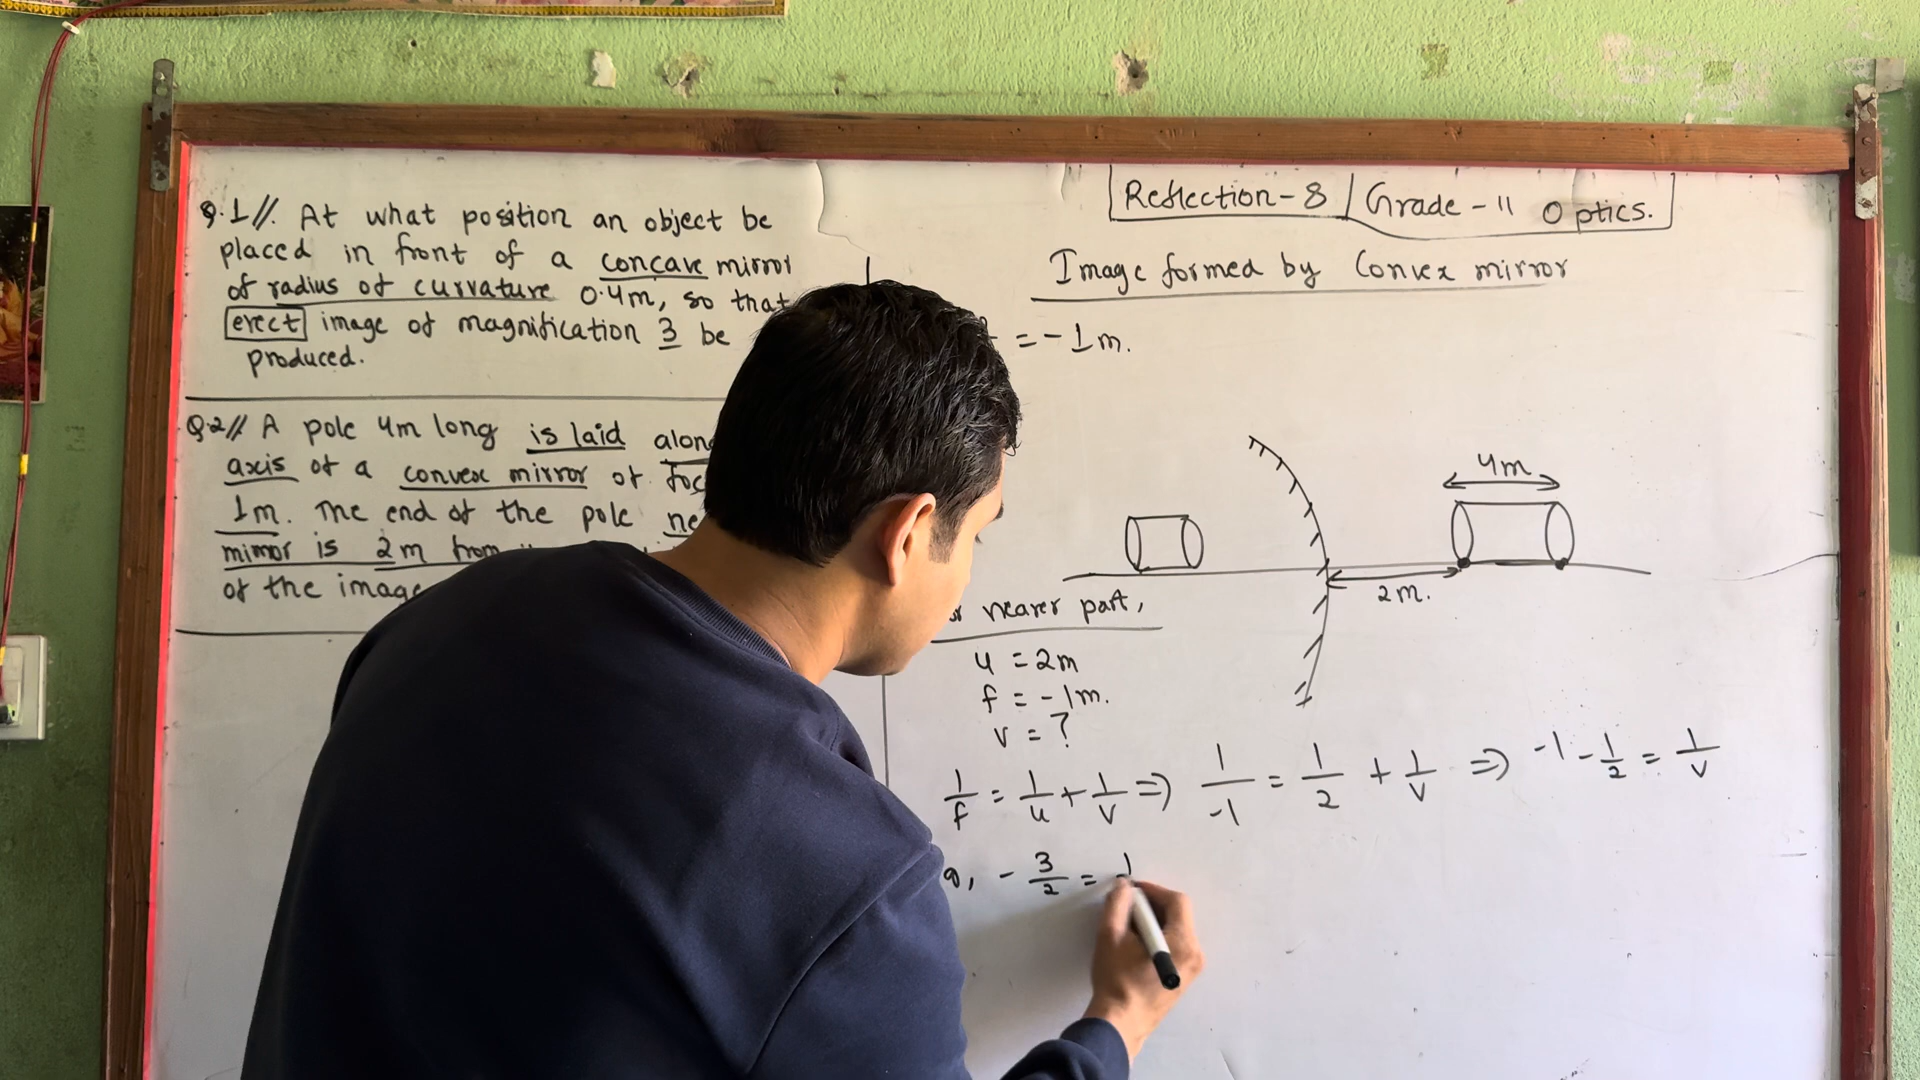 Q.1//. At what position an object be
placed in front of a concave mirror
of radius of curvature 0.4m, so that
erect image of magnification 3 be
produced.
Q.2// A pole 4m long is laid along
axis of a convex mirror of foc
1m. The end of the pole ne
mirror is 2m from
of the image
Reflection-8 | Grade-11 Optics.
Image formed by Convex mirror
= -1m.
4m
2m.
nearer part,
u = 2m
f = -1m.
v = ?
1/f = 1/u + 1/v => 1/-1 = 1/2 + 1/v => -1 - 1/2 = 1/v
- 3/2 = 1